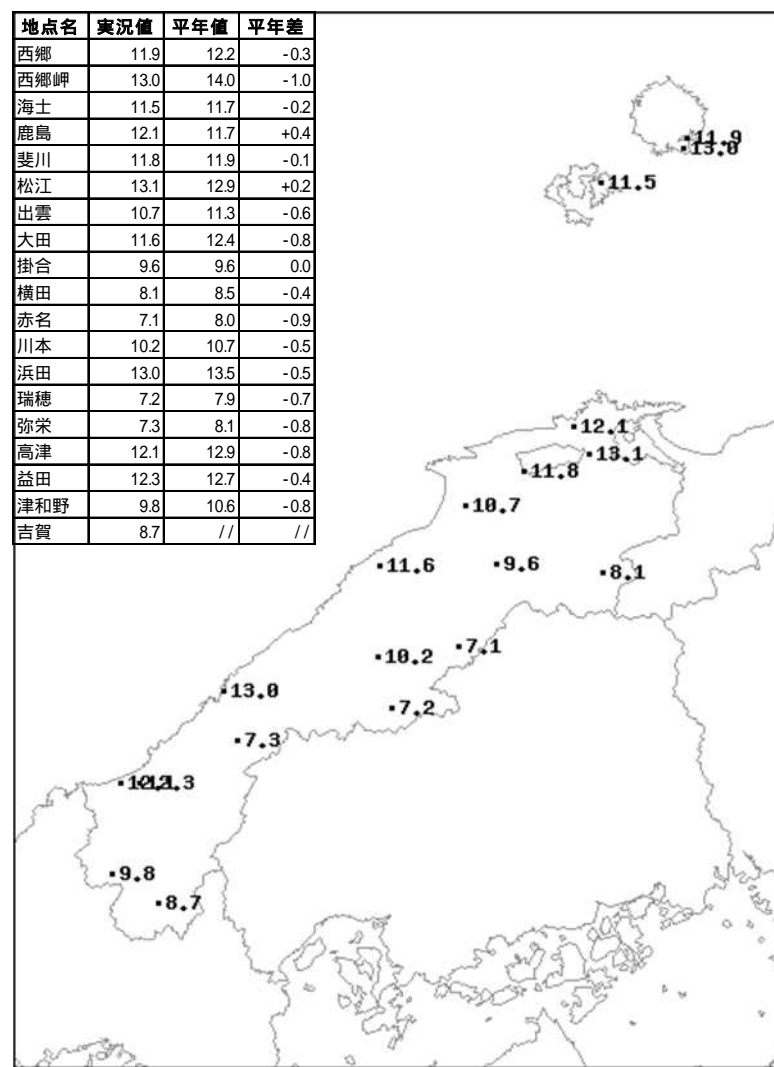 地点名 実況値 平年値 平年差
西郷 11.9 12.2 -0.3
西郷岬 13.0 14.0 -1.0
海士 11.5 11.7 -0.2
鹿島 12.1 11.7 +0.4
斐川 11.8 11.9 -0.1
松江 13.1 12.9 +0.2
出雲 10.7 11.3 -0.6
大田 11.6 12.4 -0.8
掛合 9.6 9.6 0.0
横田 8.1 8.5 -0.4
赤名 7.1 8.0 -0.9
川本 10.2 10.7 -0.5
浜田 13.0 13.5 -0.5
瑞穂 7.2 7.9 -0.7
弥栄 7.3 8.1 -0.8
高津 12.1 12.9 -0.8
益田 12.3 12.7 -0.4
津和野 9.8 10.6 -0.8
吉賀 8.7 // //
11.9
13.0
11.5
12.1
13.1
11.8
10.7
11.6
9.6
8.1
7.1
10.2
13.0
7.2
7.3
12.1
12.3
9.8
8.7